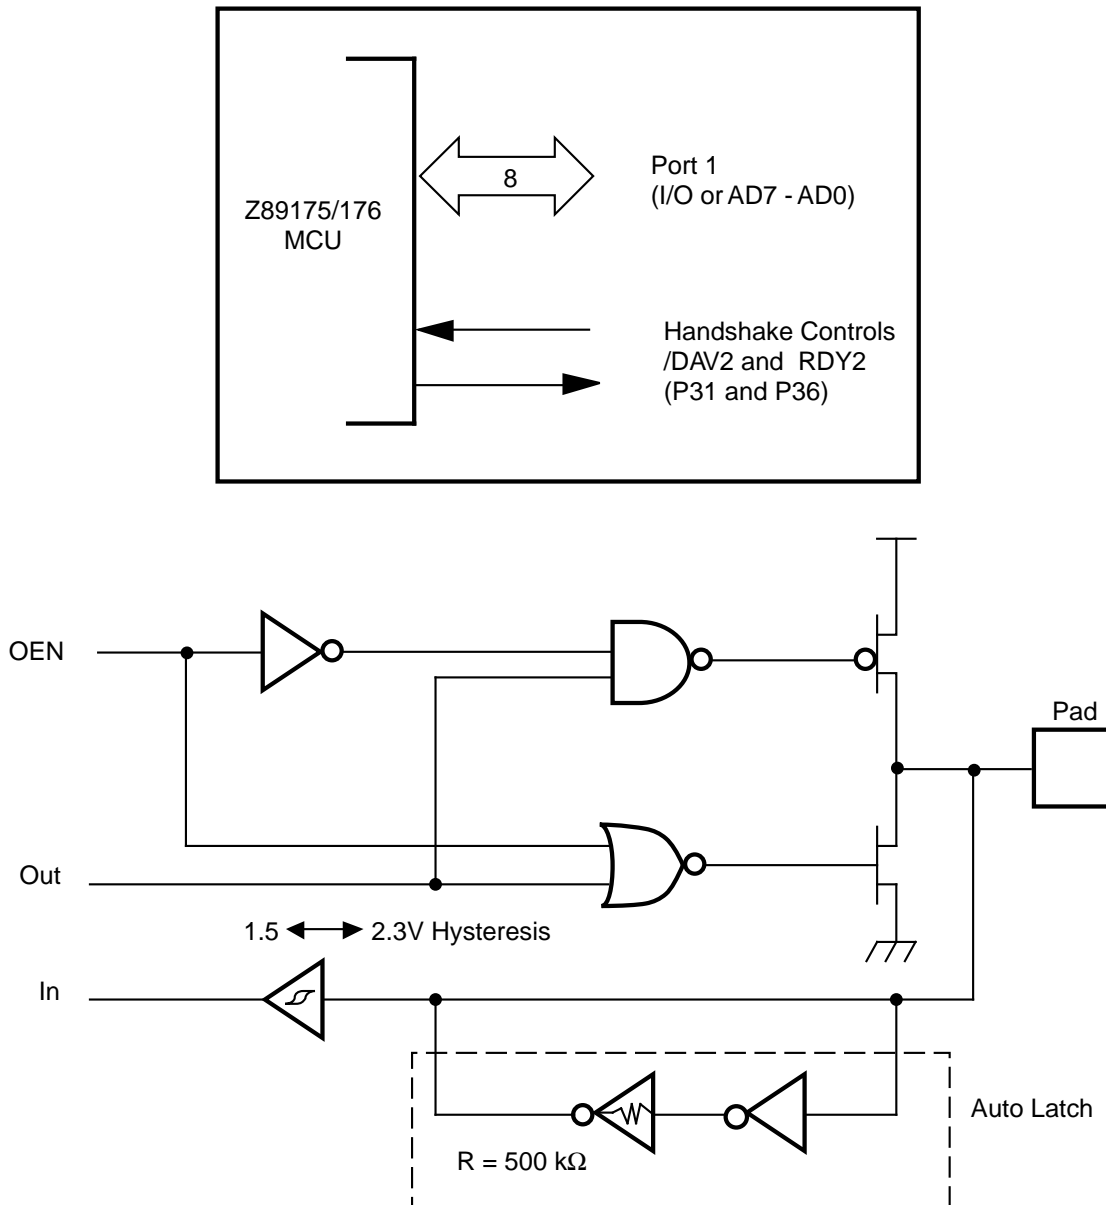 Z89175/176
MCU
8
Port 1
(I/O or AD7 - AD0)
Handshake Controls
/DAV2 and RDY2
(P31 and P36)
OEN
Pad
Out
1.5 2.3V Hysteresis
In
Auto Latch
R = 500 kΩ